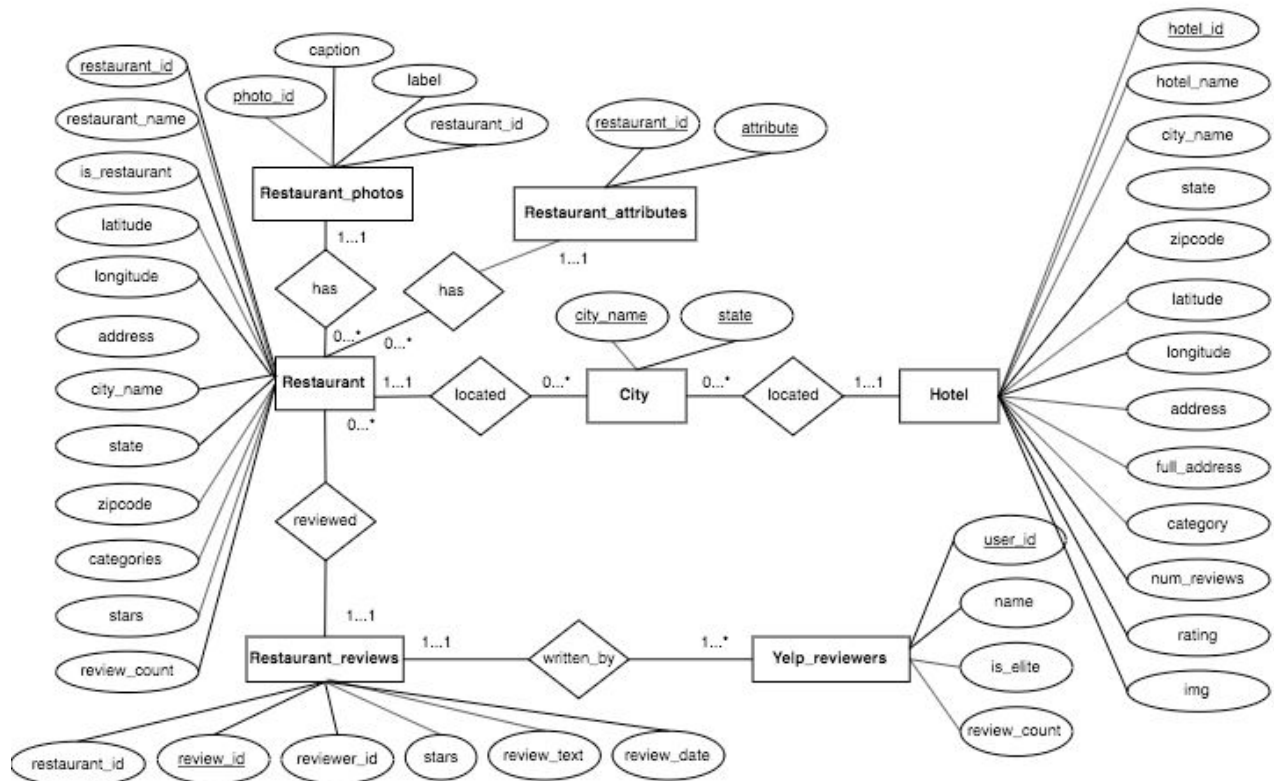 caption
hotel_id
restaurant_id
label
photo_id
hotel_name
restaurant_name
restaurant_id
restaurant_id
attribute
city_name
is_restaurant
Restaurant_photos
state
Restaurant_attributes
latitude
1...1
zipcode
1...1
longitude
has
has
latitude
city_name
state
address
0...*
0...*
longitude
Restaurant
1...1
located
0...*
City
0...*
located
1...1
Hotel
city_name
address
0...*
state
full_address
zipcode
reviewed
category
user_id
categories
num_reviews
name
stars
1...1
rating
Restaurant_reviews
1...1
written_by
1...*
Yelp_reviewers
review_count
is_elite
img
review_count
restaurant_id
review_id
reviewer_id
stars
review_text
review_date